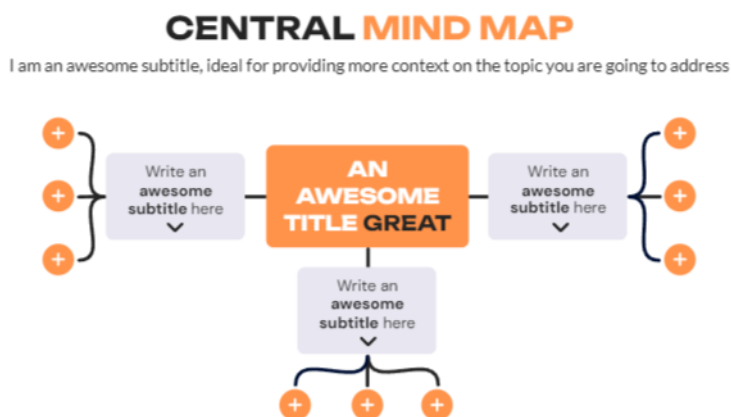 CENTRAL MIND MAP
I am an awesome subtitle, ideal for providing more context on the topic you are going to address
Write an
awesome
subtitle here
AN
AWESOME
TITLE GREAT
Write an
awesome
subtitle here
Write an
awesome
subtitle here